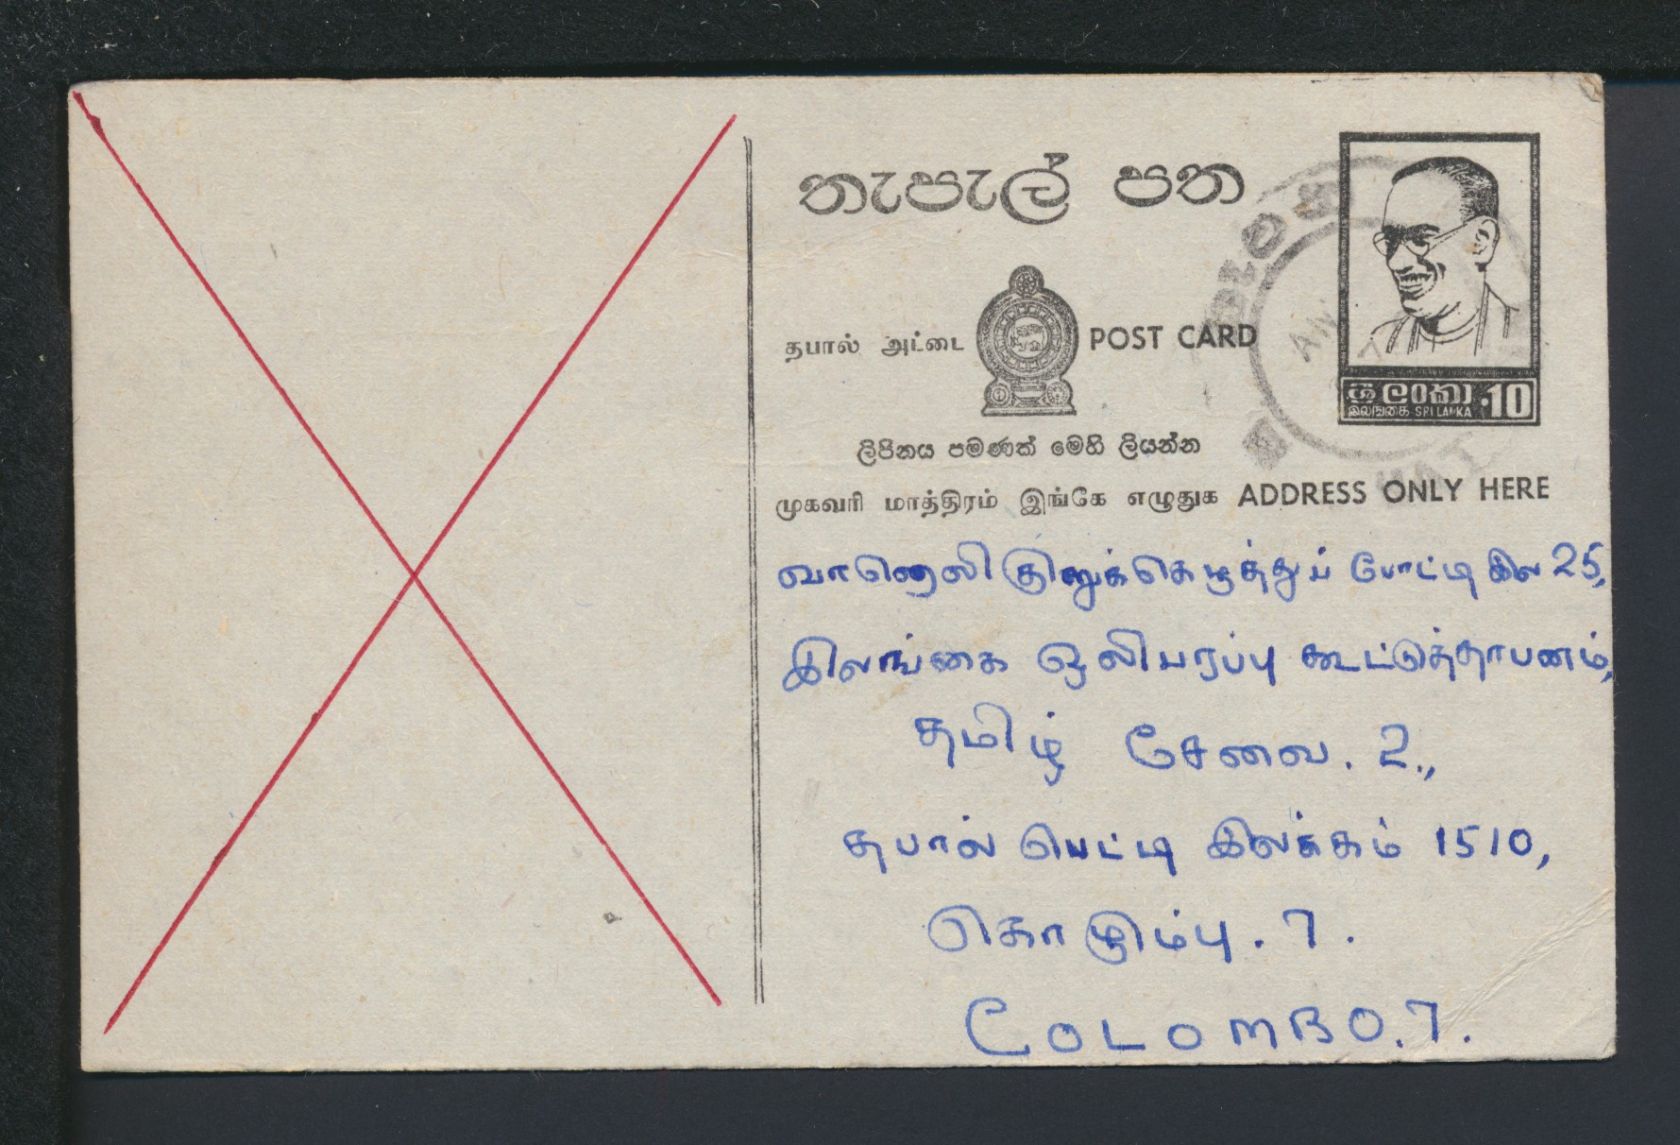 තැපැල් පත
தபால் அட்டை POST CARD
ශ්‍රී ලංකා .10
இலங்கை SRI LANKA
ලිපිනය පමණක් මෙහි ලියන්න
முகவரி மாத்திரம் இங்கே எழுதுக ADDRESS ONLY HERE
வானொலி குறுக்கெழுத்துப் போட்டி இல 25,
இலங்கை ஒலிபரப்பு கூட்டுத்தாபனம்,
தமிழ் சேவை. 2.,
தபால் பெட்டி இலக்கம் 1510,
கொழும்பு. 7.
COLOMBO. 7.